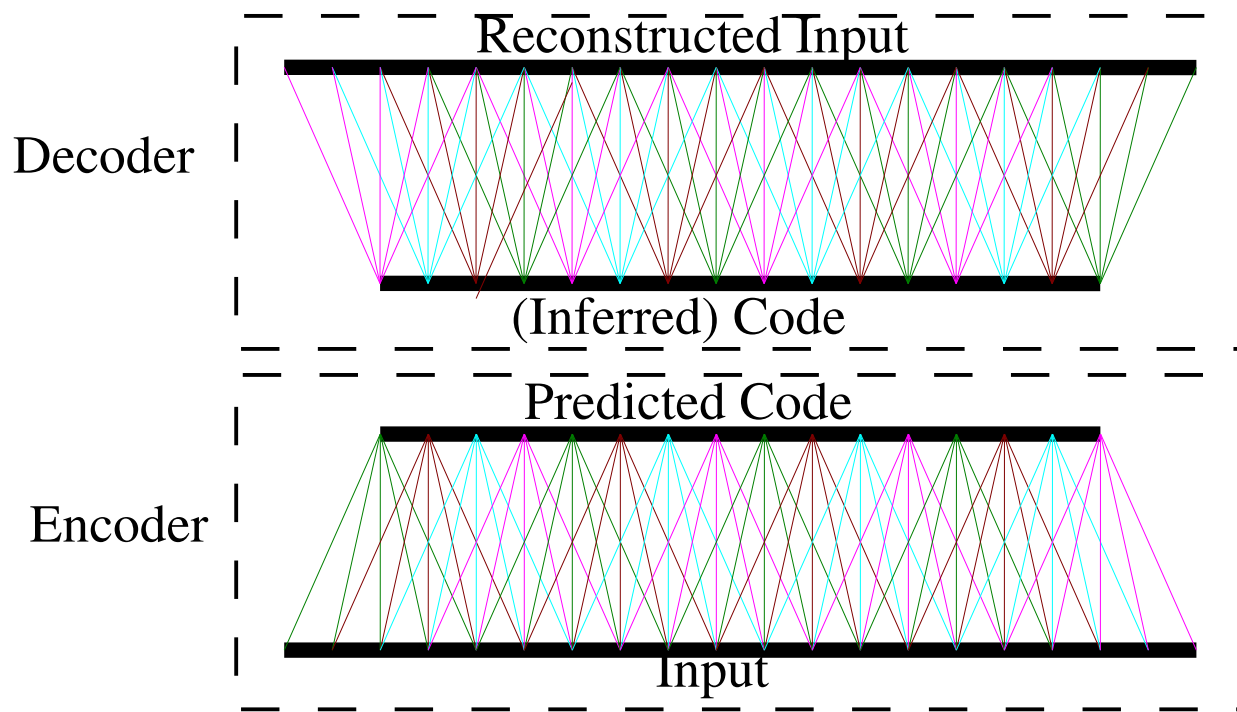 Reconstructed Input
Decoder
(Inferred) Code
Predicted Code
Encoder
Input